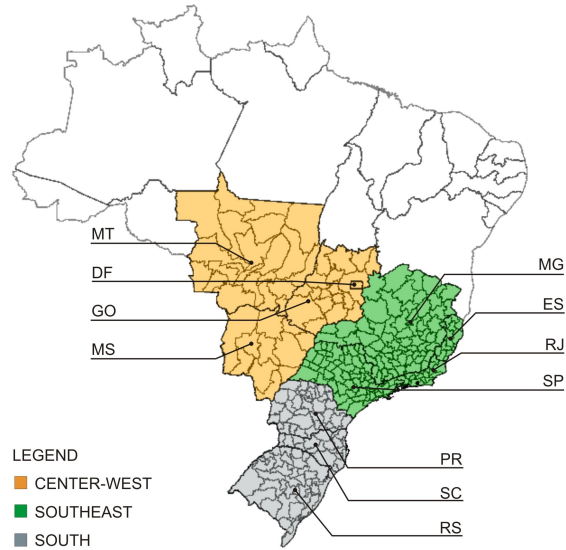 MT
DF
GO
MS
MG
ES
RJ
SP
PR
SC
RS
LEGEND
CENTER-WEST
SOUTHEAST
SOUTH